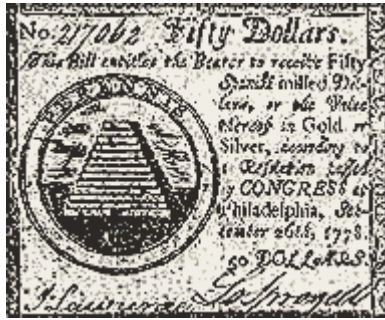 No. 217062 Fifty Dollars.
This Bill entitles the Bearer to receive Fifty
Spanish milled Dol-
lars, or the Value
thereof in Gold or
Silver, according to
a Resolution passed
by CONGRESS at
Philadelphia, Sep-
tember 26th, 1778.
50 DOLLARS.
PERENNIS